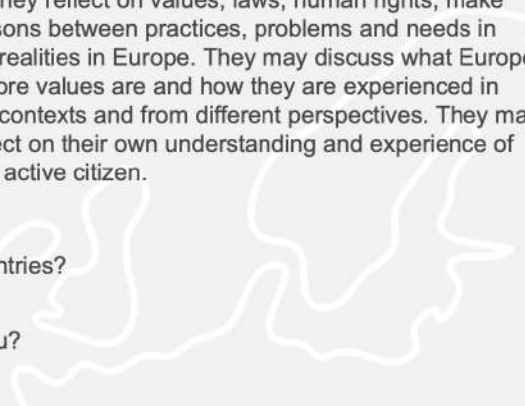 hey reflect on values, laws, human rights, make
sons between practices, problems and needs in
realities in Europe. They may discuss what Europe
ore values are and how they are experienced in
contexts and from different perspectives. They ma
ect on their own understanding and experience of
active citizen.
ntries?
u?